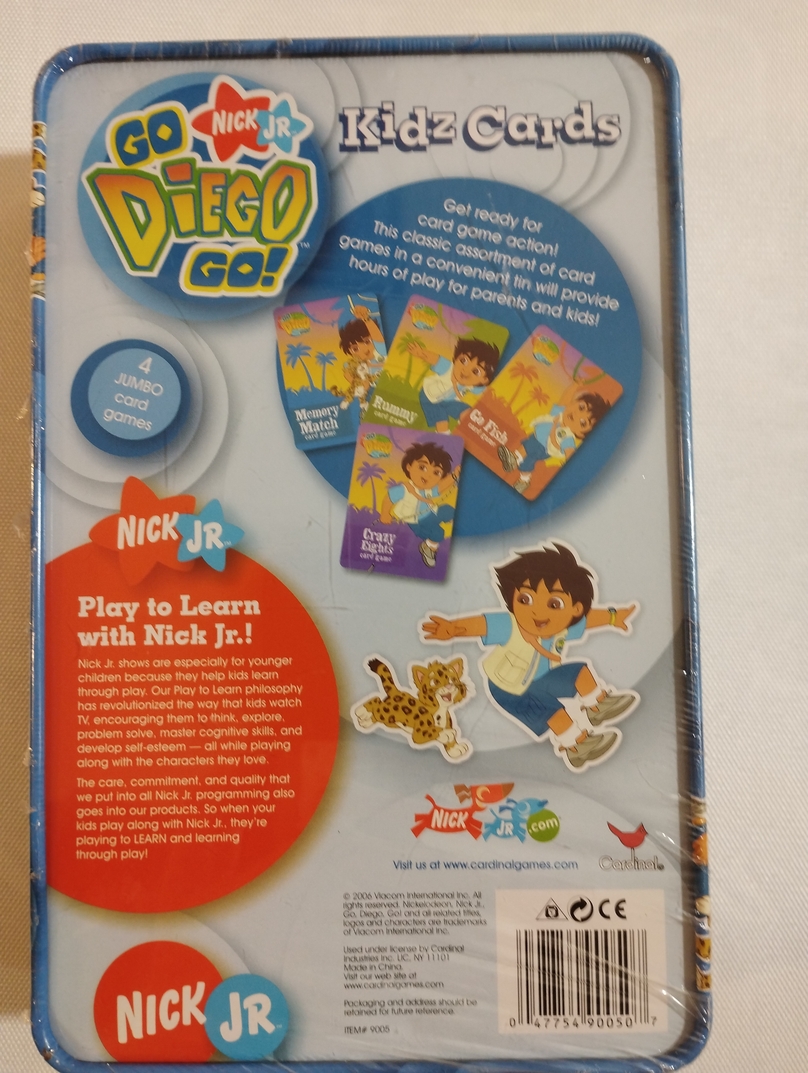 GO
NICK JR.
DIEGO
GO!™
Kidz Cards
Get ready for
card game action!
This classic assortment of card
games in a convenient tin will provide
hours of play for parents and kids!
4
JUMBO
card
games
Memory
Match
card game
Rummy
card game
Go Fish
card game
Crazy
Eights
card game
NICK JR.™
Play to Learn
with Nick Jr.!
Nick Jr. shows are especially for younger
children because they help kids learn
through play. Our Play to Learn philosophy
has revolutionized the way that kids watch
TV, encouraging them to think, explore,
problem solve, master cognitive skills, and
develop self-esteem — all while playing
along with the characters they love.
The care, commitment, and quality that
we put into all Nick Jr. programming also
goes into our products. So when your
kids play along with Nick Jr., they're
playing to LEARN and learning
through play!
NICK JR .com
Visit us at www.cardinalgames.com
Cardinal®
© 2006 Viacom International Inc. All
rights reserved. Nickelodeon, Nick Jr.,
Go, Diego, Go! and all related titles,
logos and characters are trademarks
of Viacom International Inc.
Used under license by Cardinal
Industries Inc. LIC, NY 11101
Made in China.
Visit our web site at
www.cardinalgames.com
Packaging and address should be
retained for future reference.
ITEM# 9005
CE
0 47754 90050 7
NICK JR™